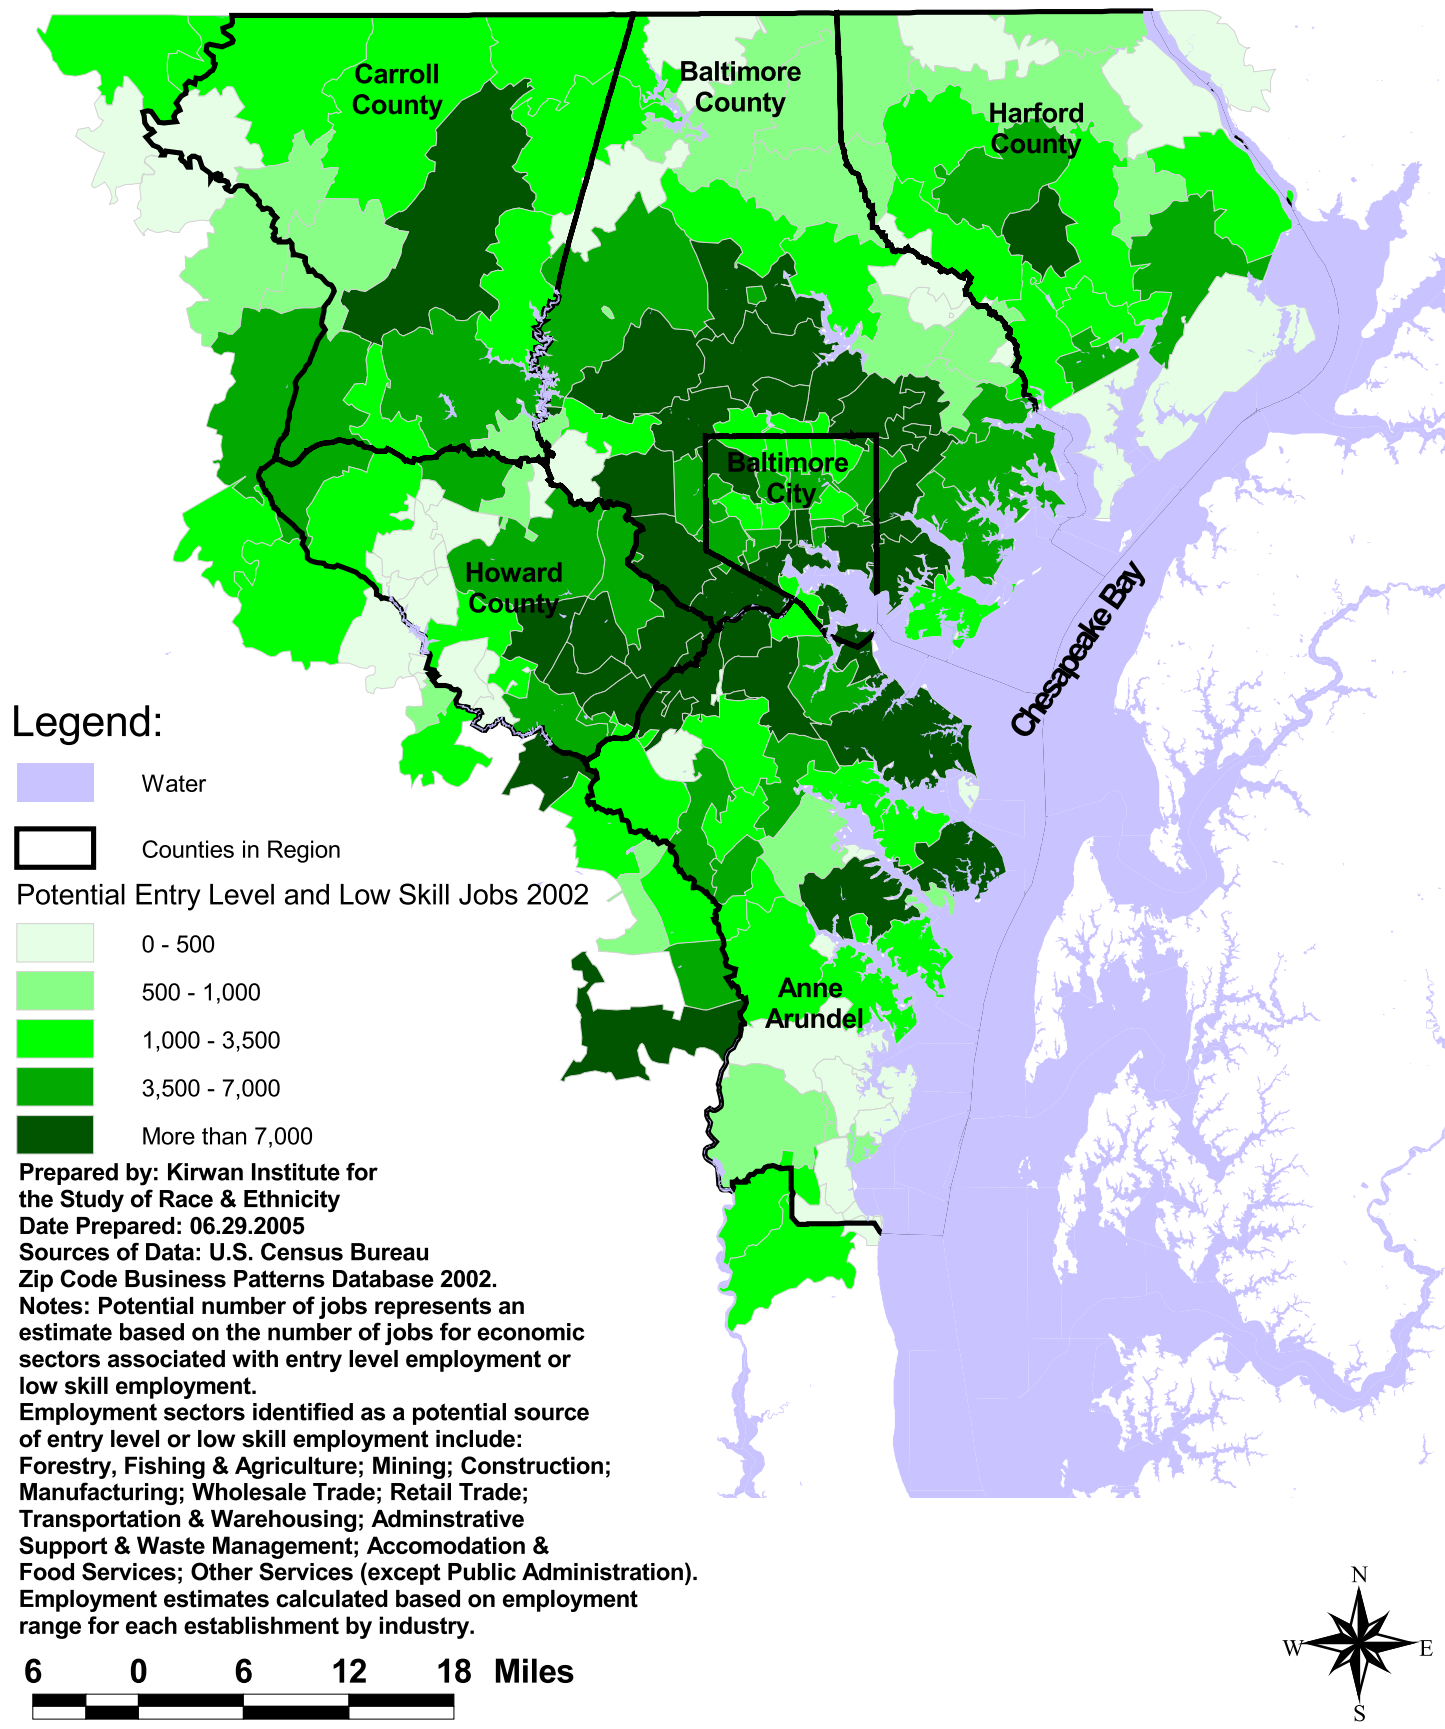 Carroll
County
Baltimore
County
Harford
County
Baltimore
City
Howard
County
Chesapeake Bay
Anne
Arundel
Legend:
Water
Counties in Region
Potential Entry Level and Low Skill Jobs 2002
0 - 500
500 - 1,000
1,000 - 3,500
3,500 - 7,000
More than 7,000
Prepared by: Kirwan Institute for
the Study of Race & Ethnicity
Date Prepared: 06.29.2005
Sources of Data: U.S. Census Bureau
Zip Code Business Patterns Database 2002.
Notes: Potential number of jobs represents an
estimate based on the number of jobs for economic
sectors associated with entry level employment or
low skill employment.
Employment sectors identified as a potential source
of entry level or low skill employment include:
Forestry, Fishing & Agriculture; Mining; Construction;
Manufacturing; Wholesale Trade; Retail Trade;
Transportation & Warehousing; Adminstrative
Support & Waste Management; Accomodation &
Food Services; Other Services (except Public Administration).
Employment estimates calculated based on employment
range for each establishment by industry.
6 0 6 12 18 Miles
N
W E
S